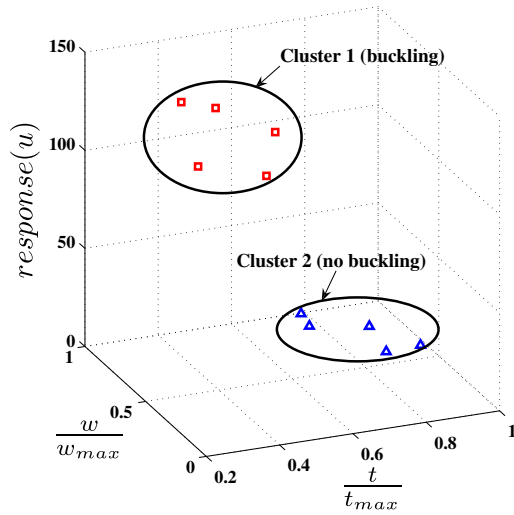 150
Cluster 1 (buckling)
100
response(u)
50
Cluster 2 (no buckling)
0
1
0.5
0
w
w_max
0.2
0.4
0.6
0.8
1
t
t_max